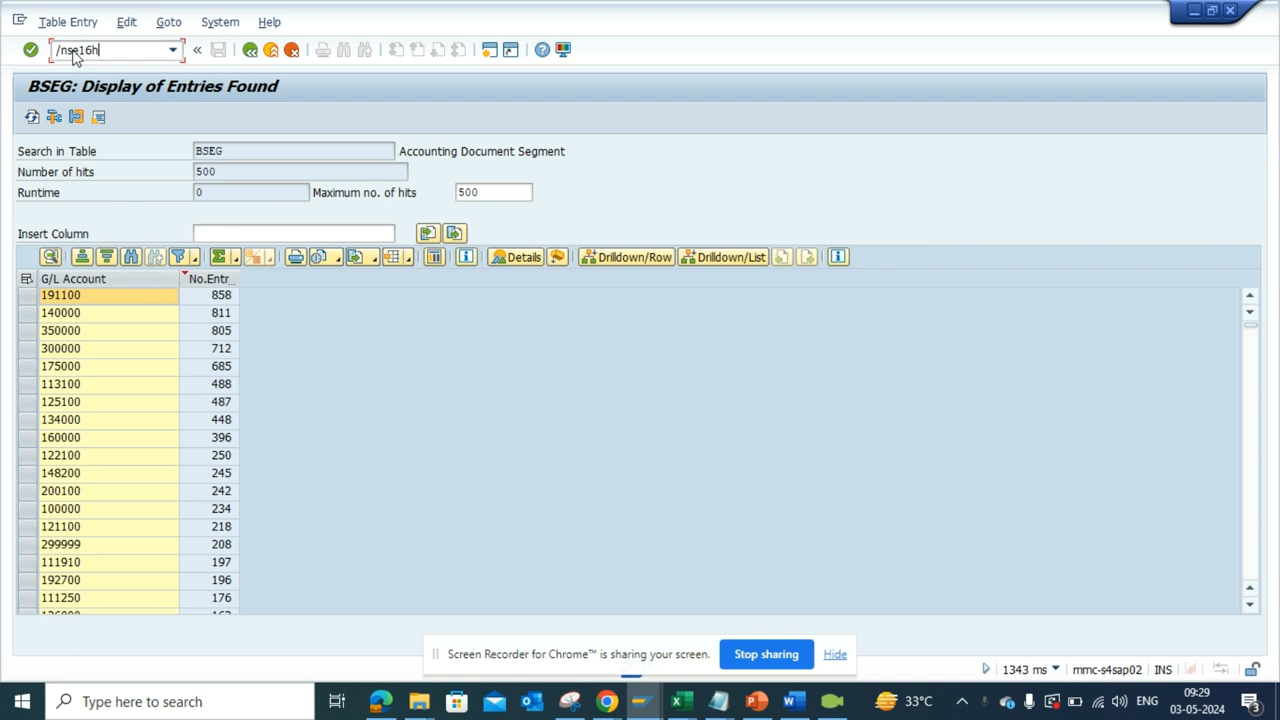 Table Entry Edit Goto System Help
/nse16h
BSEG: Display of Entries Found
Search in Table BSEG Accounting Document Segment
Number of hits 500
Runtime 0 Maximum no. of hits 500
Insert Column
Details Drilldown/Row Drilldown/List
G/L Account No.Entr...
191100 858
140000 811
350000 805
300000 712
175000 685
113100 488
125100 487
134000 448
160000 396
122100 250
148200 245
200100 242
100000 234
121100 218
299999 208
111910 197
192700 196
111250 176
Screen Recorder for Chrome™ is sharing your screen. Stop sharing Hide
1343 ms mmc-s4sap02 INS
Type here to search 33°C ENG 09:29
03-05-2024